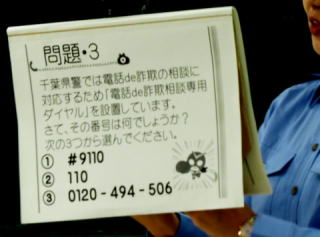 問題・3
千葉県警では電話de詐欺の相談に
対応するため「電話de詐欺相談専用
ダイヤル」を設置しています。
さて、その番号は何でしょうか？
次の3つから選んでください。
① #9110
② 110
③ 0120-494-506